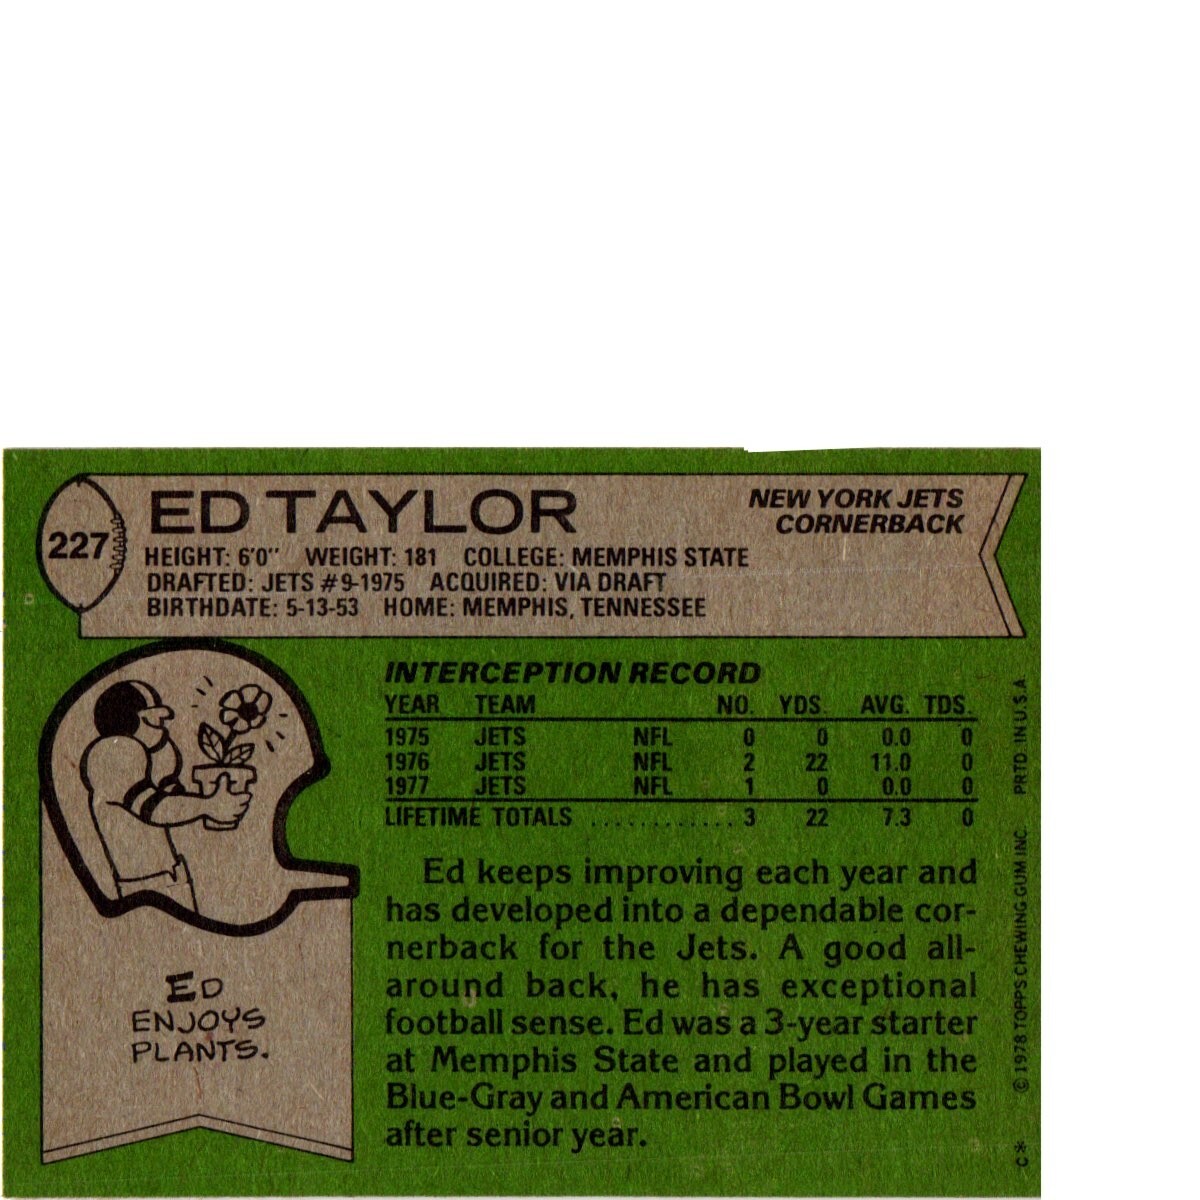 227
ED TAYLOR
NEW YORK JETS
CORNERBACK
HEIGHT: 6'0" WEIGHT: 181 COLLEGE: MEMPHIS STATE
DRAFTED: JETS #9-1975 ACQUIRED: VIA DRAFT
BIRTHDATE: 5-13-53 HOME: MEMPHIS, TENNESSEE
INTERCEPTION RECORD
YEAR TEAM NO. YDS. AVG. TDS.
1975 JETS NFL 0 0 0.0 0
1976 JETS NFL 2 22 11.0 0
1977 JETS NFL 1 0 0.0 0
LIFETIME TOTALS ............ 3 22 7.3 0
Ed keeps improving each year and
has developed into a dependable cor-
nerback for the Jets. A good all-
around back, he has exceptional
football sense. Ed was a 3-year starter
at Memphis State and played in the
Blue-Gray and American Bowl Games
after senior year.
ED
ENJOYS
PLANTS.
C* © 1978 TOPPS CHEWING GUM INC. PRTD. IN U.S.A